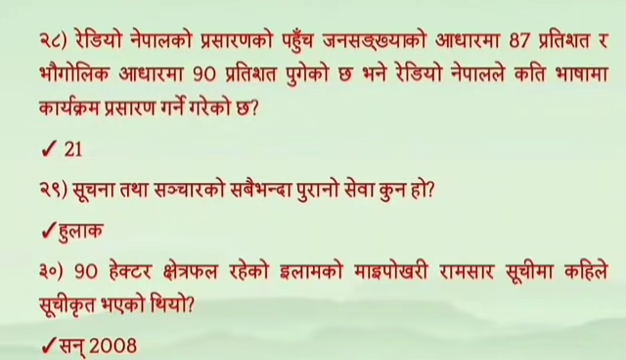 २८) रेडियो नेपालको प्रसारणको पहुँच जनसङ्ख्याको आधारमा 87 प्रतिशत र
भौगोलिक आधारमा 90 प्रतिशत पुगेको छ भने रेडियो नेपालले कति भाषामा
कार्यक्रम प्रसारण गर्ने गरेको छ?
✓ 21
२९) सूचना तथा सञ्चारको सबैभन्दा पुरानो सेवा कुन हो?
✓हुलाक
३०) 90 हेक्टर क्षेत्रफल रहेको इलामको माइपोखरी रामसार सूचीमा कहिले
सूचीकृत भएको थियो?
✓सन् 2008